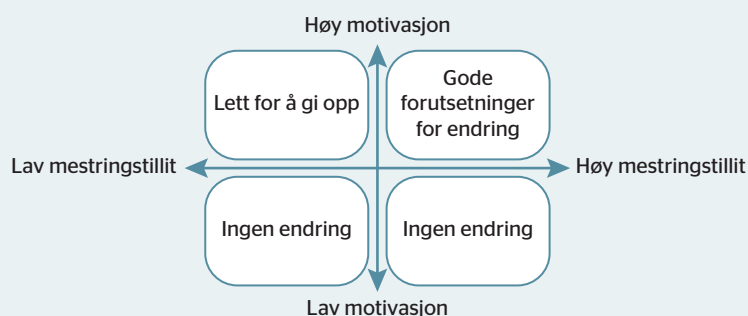 Høy motivasjon
Lett for å gi opp
Gode
forutsetninger
for endring
Lav mestringstillit
Høy mestringstillit
Ingen endring
Ingen endring
Lav motivasjon